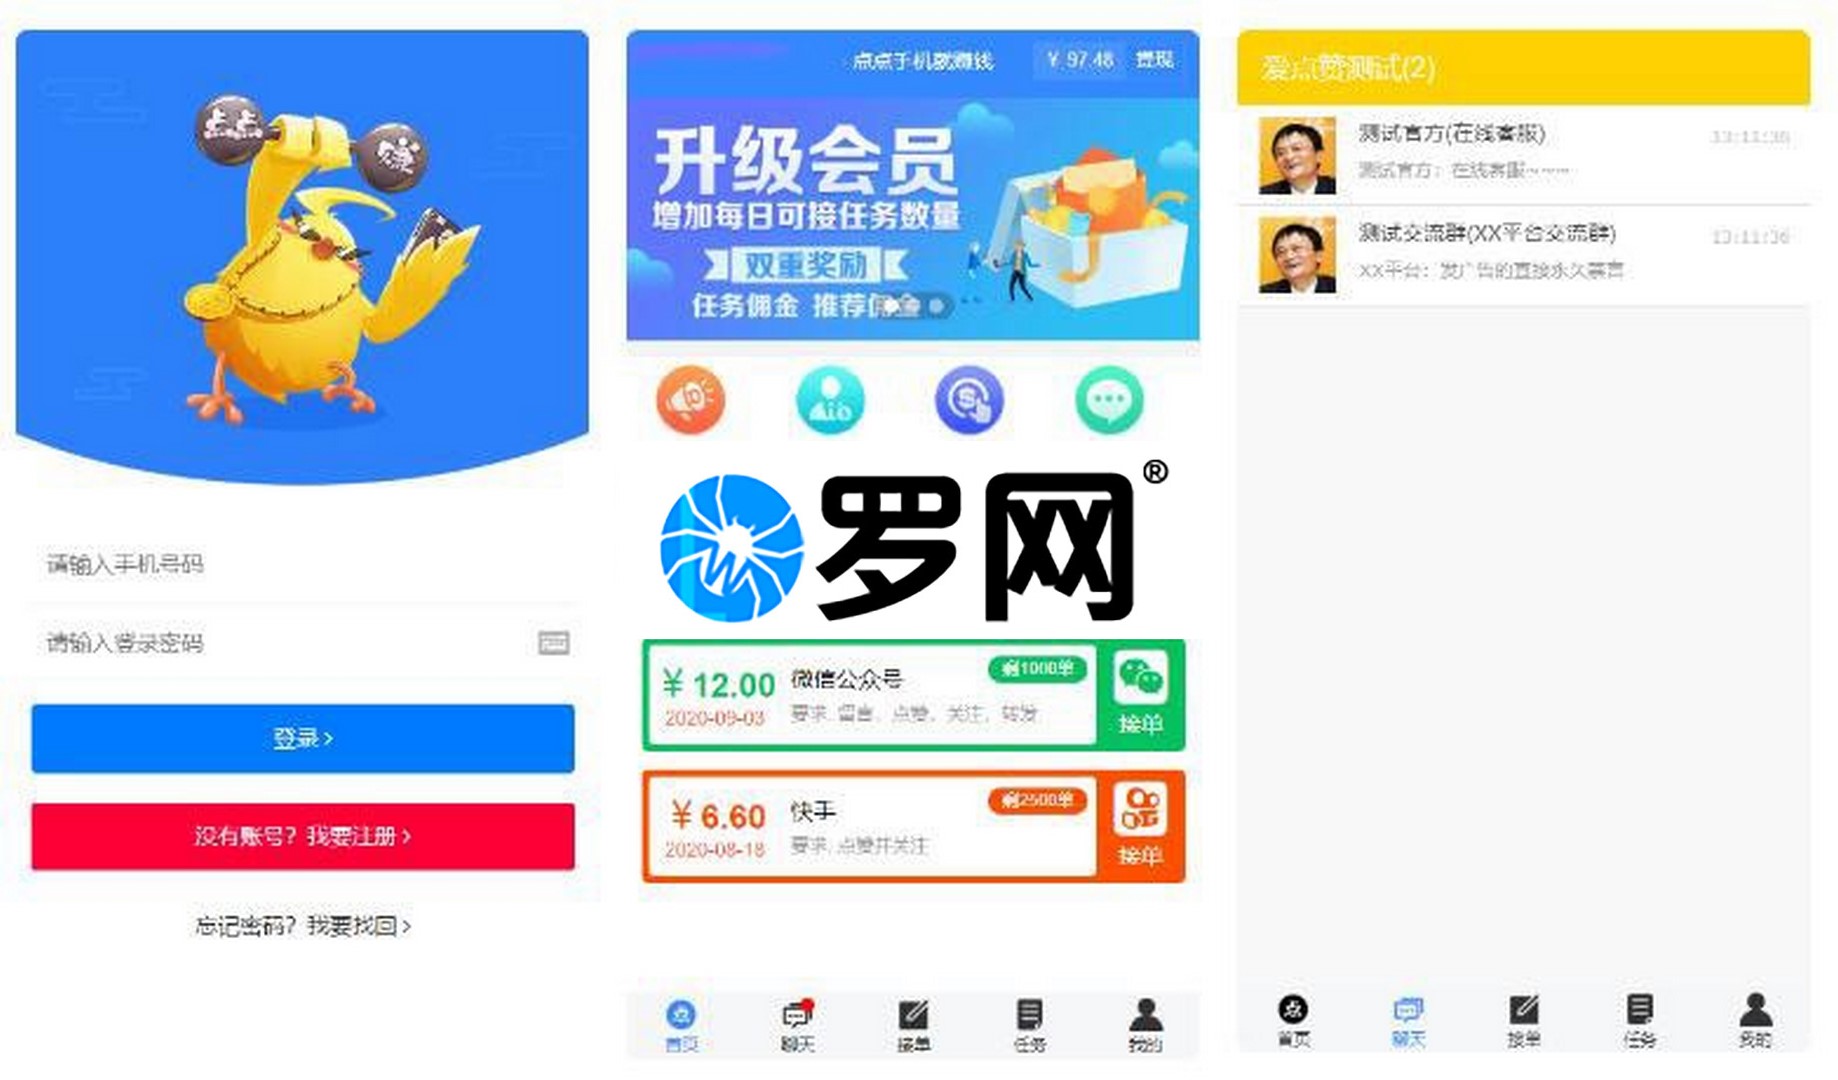 点点
赚
请输入手机号码
请输入登录密码
登录 >
没有账号？我要注册 >
忘记密码？我要找回 >
点点手机就赚钱
¥ 97.48
提现
升级会员
增加每日可接任务数量
双重奖励
任务佣金 推荐佣金
罗网®
¥ 12.00
微信公众号
剩1000单
2020-09-03
要求: 留言、点赞、关注、转发
接单
¥ 6.60
快手
剩2500单
2020-08-18
要求: 点赞并关注
接单
首页
聊天
接单
任务
我的
爱点赞测试(2)
测试官方(在线客服)
13:11:36
测试官方：在线客服~~~~
测试交流群(XX平台交流群)
13:11:36
XX平台：发广告的直接永久禁言
点
首页
聊天
接单
任务
我的